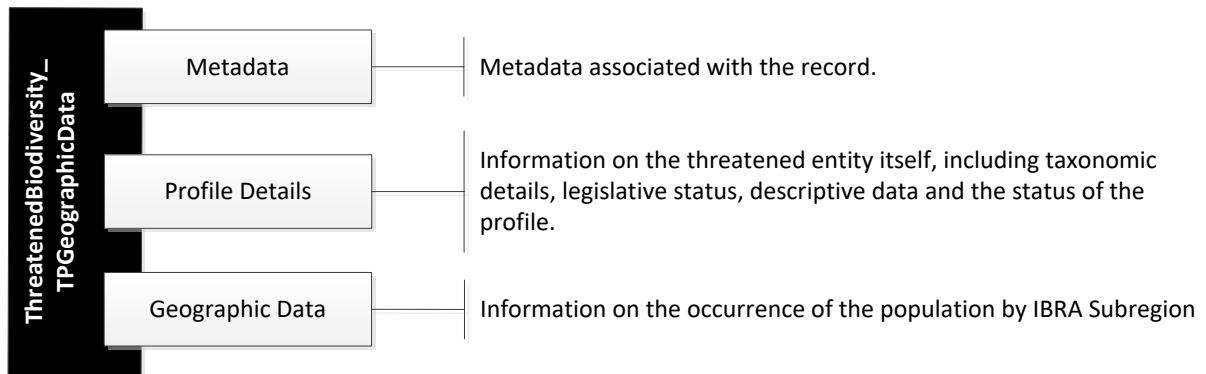 ThreatenedBiodiversity_
TPGeographicData
Metadata
Metadata associated with the record.
Profile Details
Information on the threatened entity itself, including taxonomic
details, legislative status, descriptive data and the status of the
profile.
Geographic Data
Information on the occurrence of the population by IBRA Subregion